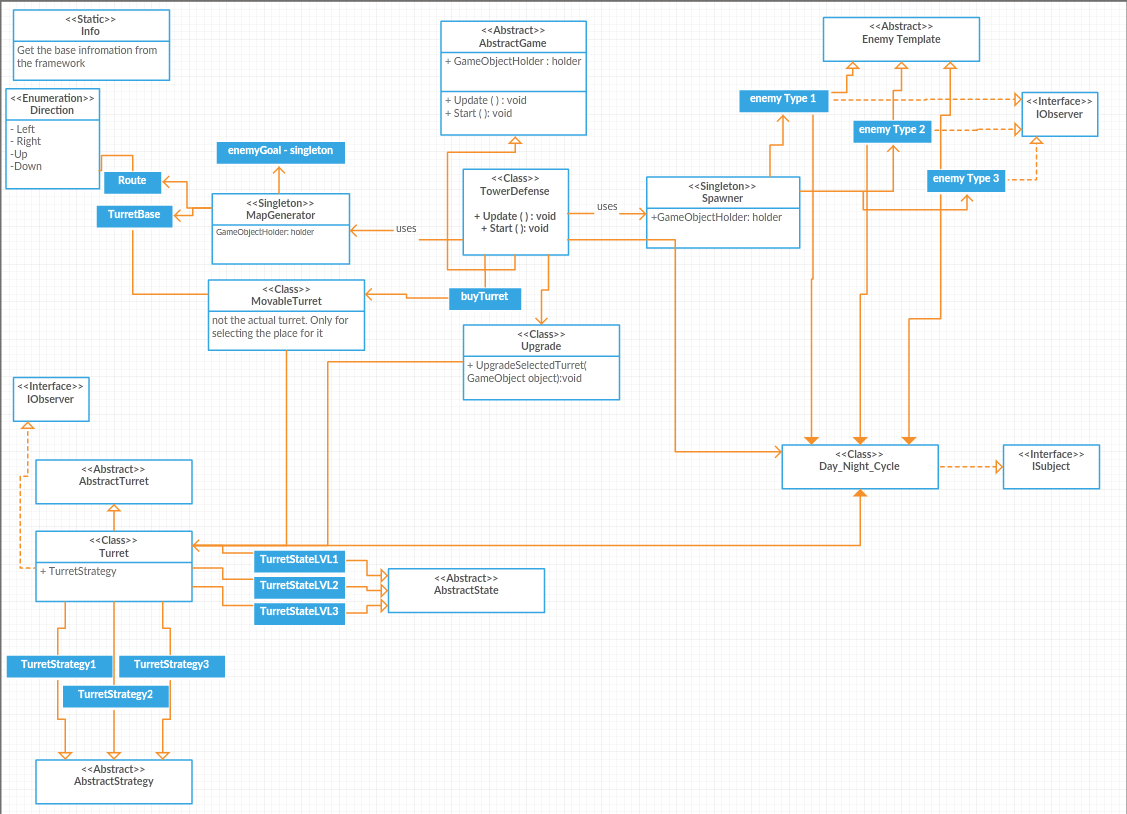 <<Static>>
Info
Get the base infromation from
the framework
<<Enumeration>>
Direction
- Left
- Right
-Up
-Down
Route
TurretBase
enemyGoal - singleton
<<Singleton>>
MapGenerator
GameObjectHolder: holder
<<Abstract>>
AbstractGame
+ GameObjectHolder : holder
+ Update ( ) : void
+ Start ( ): void
<<Class>>
TowerDefense
+ Update ( ) : void
+ Start ( ): void
uses
uses
<<Singleton>>
Spawner
+GameObjectHolder: holder
<<Abstract>>
Enemy Template
enemy Type 1
enemy Type 2
enemy Type 3
<<Interface>>
IObserver
<<Class>>
MovableTurret
not the actual turret. Only for
selecting the place for it
buyTurret
<<Class>>
Upgrade
+ UpgradeSelectedTurret(
GameObject object):void
<<Interface>>
IObserver
<<Abstract>>
AbstractTurret
<<Class>>
Turret
+ TurretStrategy
<<Class>>
Day_Night_Cycle
<<Interface>>
ISubject
TurretStateLVL1
TurretStateLVL2
TurretStateLVL3
<<Abstract>>
AbstractState
TurretStrategy1
TurretStrategy3
TurretStrategy2
<<Abstract>>
AbstractStrategy